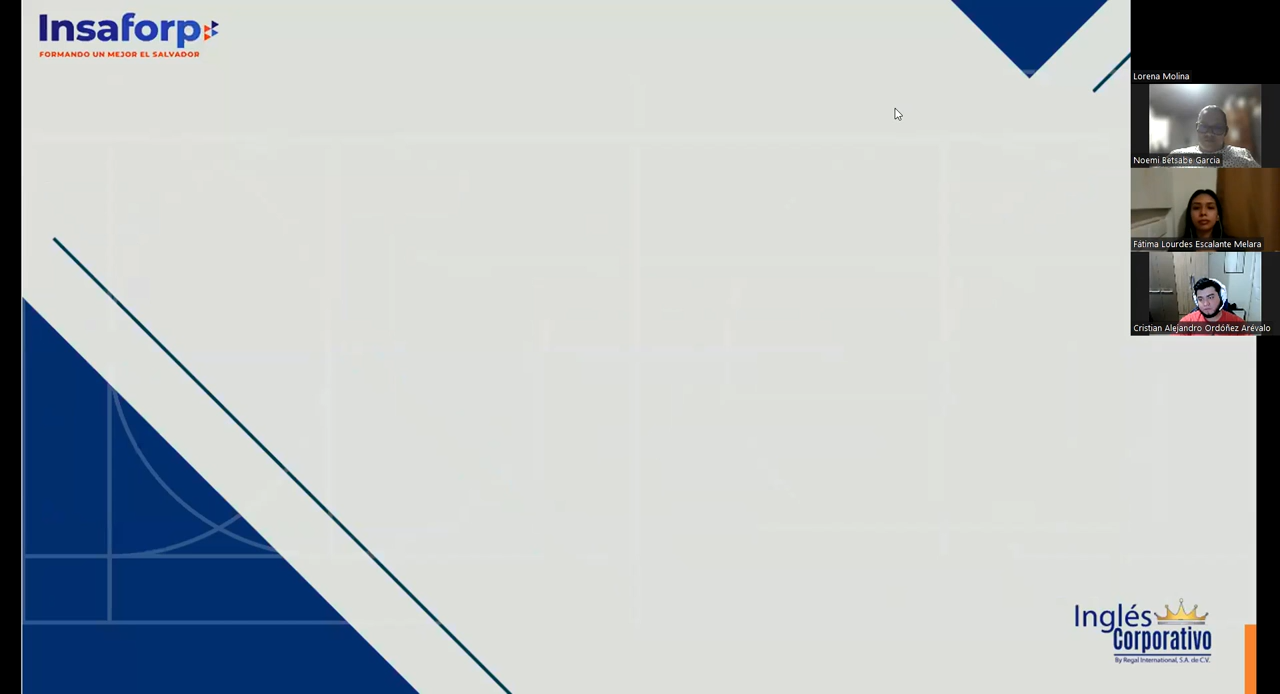 Insaforp
FORMANDO UN MEJOR EL SALVADOR
Lorena Molina
Noemi Betsabe Garcia
Fátima Lourdes Escalante Melara
Cristian Alejandro Ordóñez Arévalo
Inglés
Corporativo
By Regal International, S.A. de C.V.